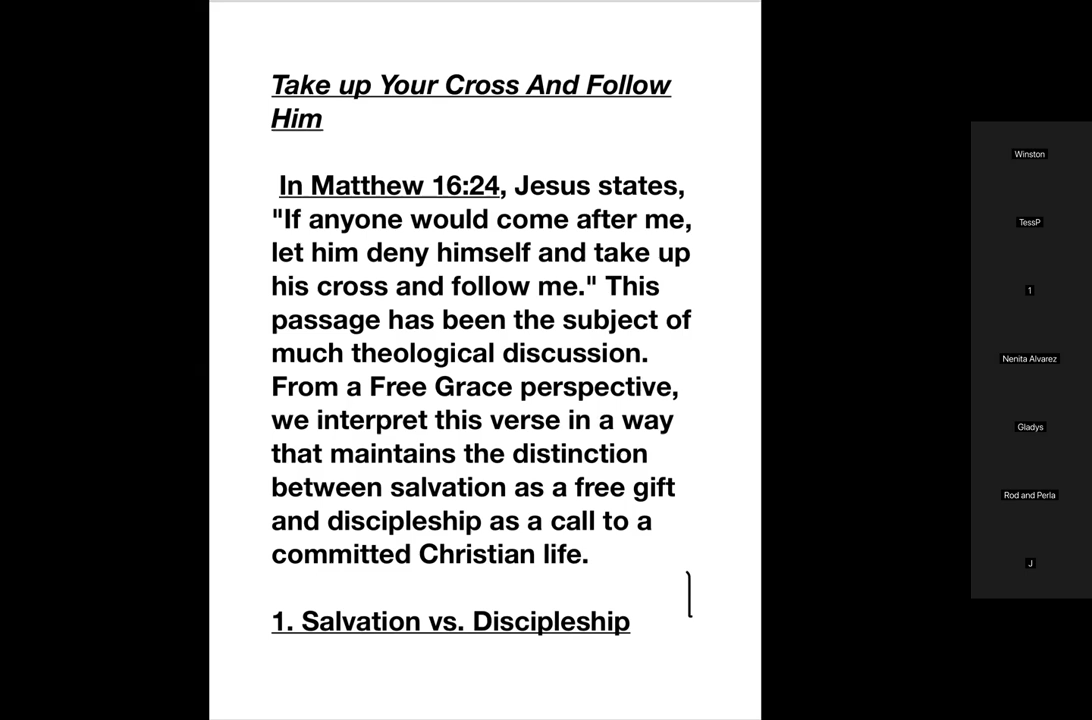 Take up Your Cross And Follow
Him
In Matthew 16:24, Jesus states,
"If anyone would come after me,
let him deny himself and take up
his cross and follow me." This
passage has been the subject of
much theological discussion.
From a Free Grace perspective,
we interpret this verse in a way
that maintains the distinction
between salvation as a free gift
and discipleship as a call to a
committed Christian life.
1. Salvation vs. Discipleship
Winston
TessP
1
Nenita Alvarez
Gladys
Rod and Perla
J